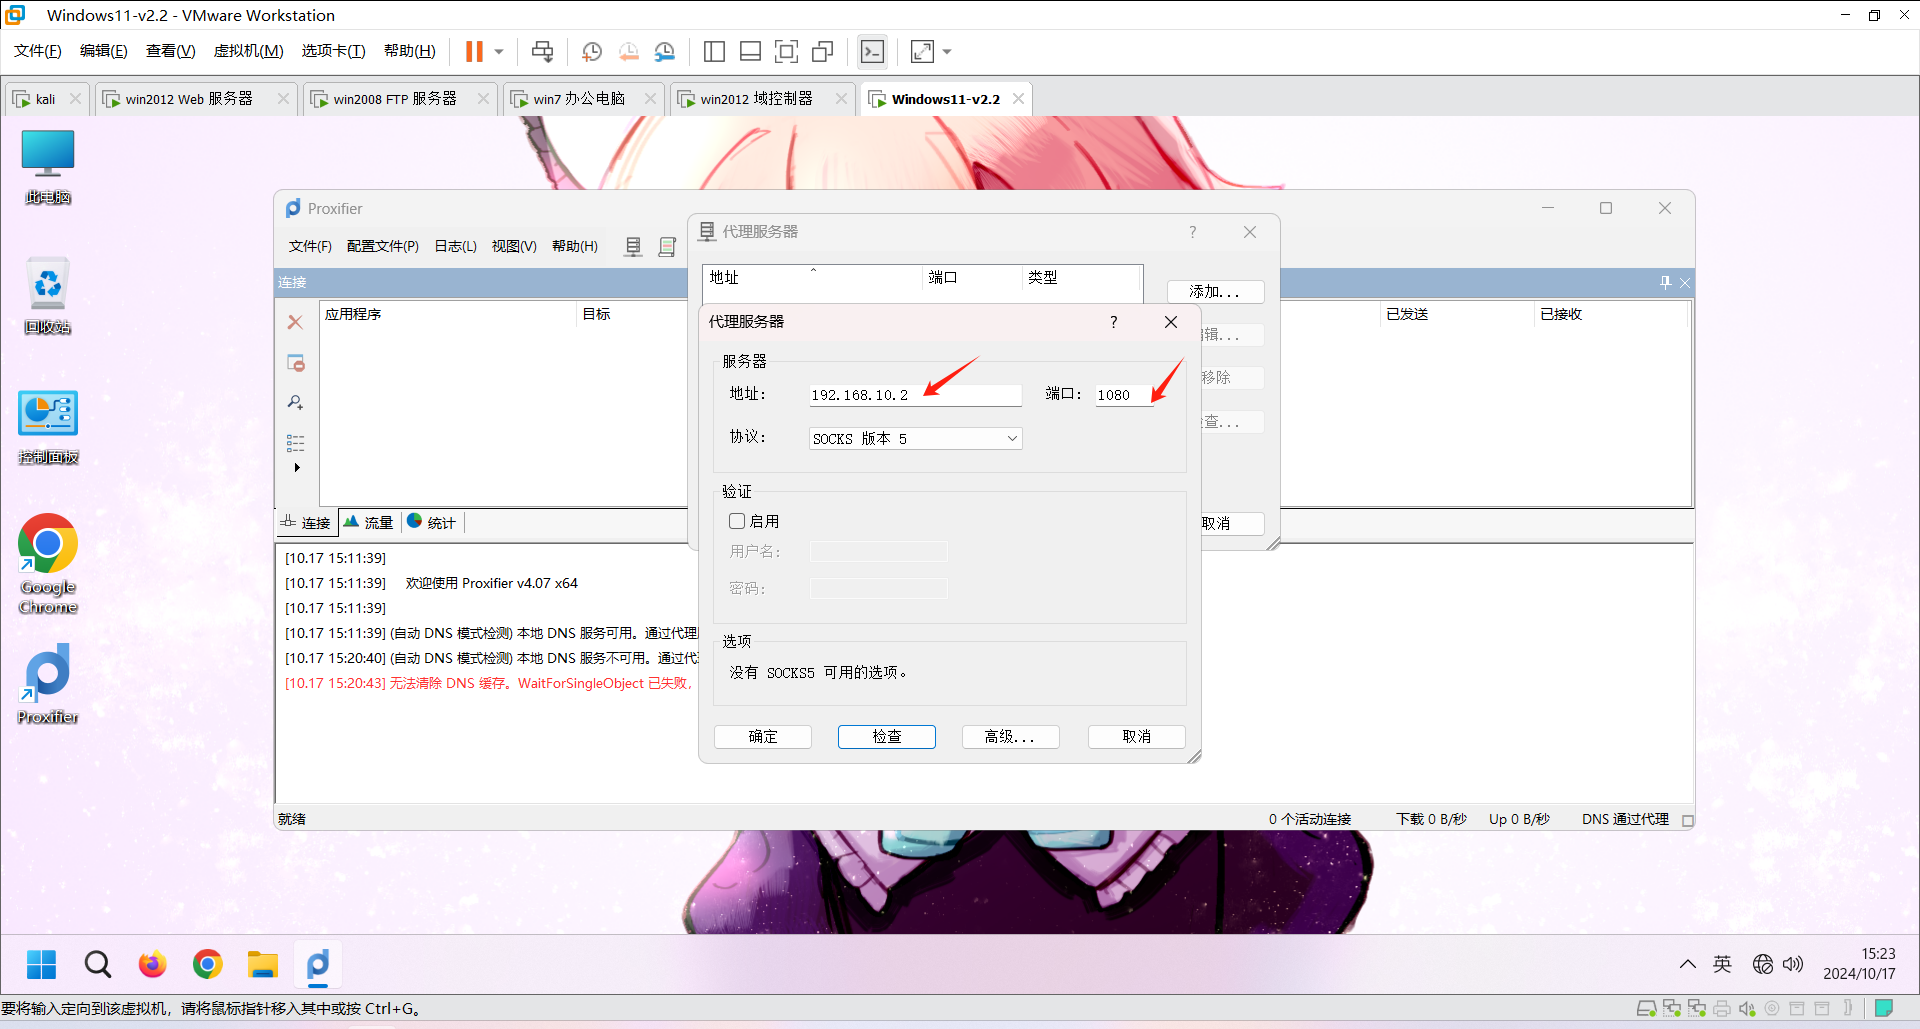 Windows11-v2.2 - VMware Workstation
文件(F) 编辑(E) 查看(V) 虚拟机(M) 选项卡(T) 帮助(H)
kali win2012 Web 服务器 win2008 FTP 服务器 win7 办公电脑 win2012 域控制器 Windows11-v2.2
此电脑
回收站
控制面板
Google
Chrome
Proxifier
Proxifier
文件(F) 配置文件(P) 日志(L) 视图(V) 帮助(H)
连接
应用程序 目标 已发送 已接收
代理服务器
地址 端口 类型
添加...
辑...
移除
查...
取消
代理服务器
服务器
地址: 192.168.10.2 端口: 1080
协议: SOCKS 版本 5
验证
启用
用户名:
密码:
选项
没有 SOCKS5 可用的选项。
确定 检查 高级... 取消
连接 流量 统计
[10.17 15:11:39]
[10.17 15:11:39] 欢迎使用 Proxifier v4.07 x64
[10.17 15:11:39]
[10.17 15:11:39] (自动 DNS 模式检测) 本地 DNS 服务可用。通过代理
[10.17 15:20:40] (自动 DNS 模式检测) 本地 DNS 服务不可用。通过代
[10.17 15:20:43] 无法清除 DNS 缓存。WaitForSingleObject 已失败,
就绪 0 个活动连接 下载 0 B/秒 Up 0 B/秒 DNS 通过代理
英 15:23
2024/10/17
要将输入定向到该虚拟机，请将鼠标指针移入其中或按 Ctrl+G。